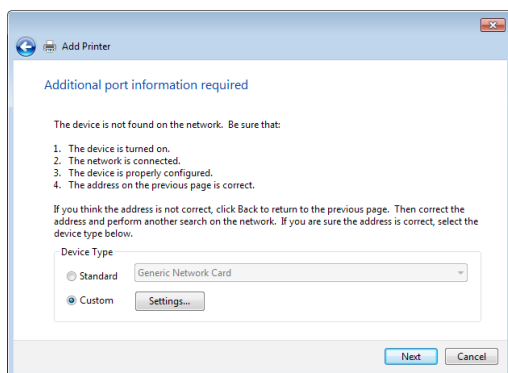 Add Printer
Additional port information required
The device is not found on the network. Be sure that:
1. The device is turned on.
2. The network is connected.
3. The device is properly configured.
4. The address on the previous page is correct.
If you think the address is not correct, click Back to return to the previous page. Then correct the
address and perform another search on the network. If you are sure the address is correct, select the
device type below.
Device Type
Standard
Generic Network Card
Custom
Settings...
Next
Cancel